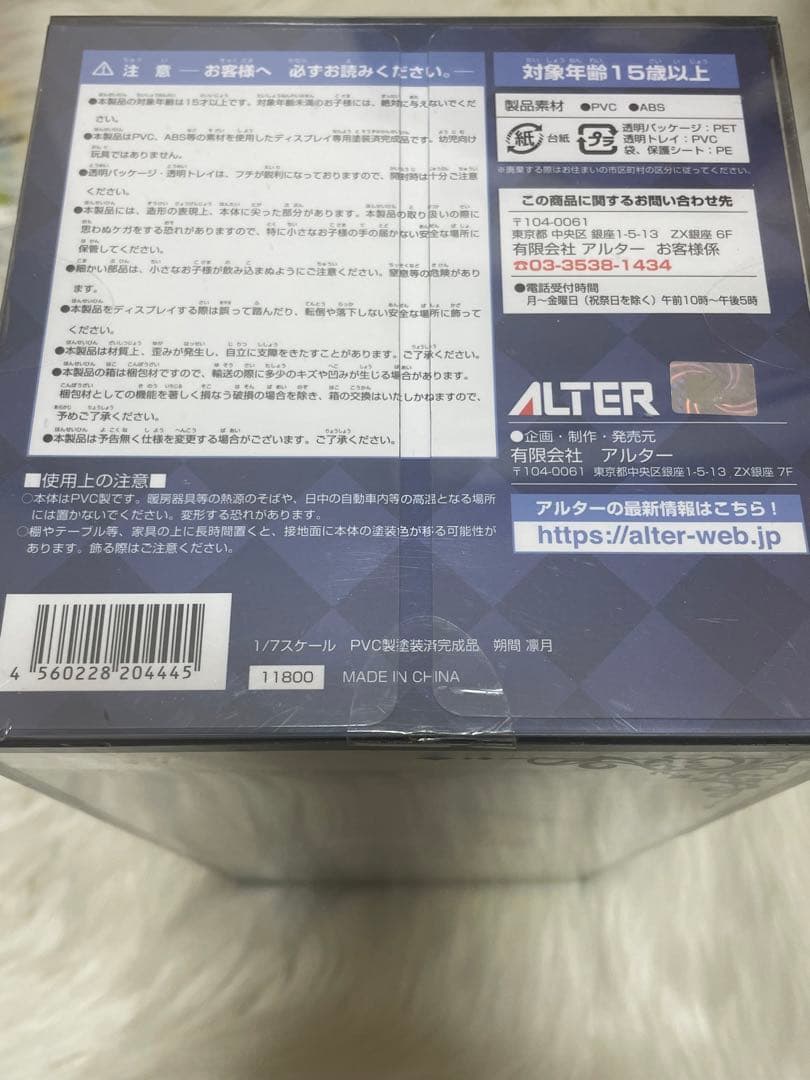 ⚠ 注 意 ―お客様へ 必ずお読みください。―
●本製品の対象年齢は15才以上です。対象年齢未満のお子様には、絶対に与えないでくだ
さい。
●本製品はPVC、ABS等の素材を使用したディスプレイ専用塗装済完成品です。幼児向け
玩具ではありません。
●透明パッケージ・透明トレイは、フチが鋭利になっておりますので、開封時は十分ご注意
ください。
●本製品には、造形の表現上、本体に尖った部分があります。本製品の取り扱いの際に
思わぬケガをする恐れがありますので、特に小さなお子様の手の届かない安全な場所に
保管してください。
●細かい部品は、小さなお子様が飲み込まぬようにご注意ください。窒息等の危険があり
ます。
●本製品をディスプレイする際は誤って踏んだり、転倒や落下しない安全な場所に飾って
ください。
●本製品は材質上、歪みが発生し、自立に支障をきたすことがあります。ご了承ください。
●本製品の箱は梱包材ですので、輸送の際に多少のキズや凹みが生じる場合があります。
梱包材としての機能を著しく損なう破損の場合を除き、箱の交換はいたしかねますので、
予めご了承ください。
●本製品は予告無く仕様を変更する場合がございます。ご了承ください。
■使用上の注意■
○本体はPVC製です。暖房器具等の熱源のそばや、日中の自動車内等の高温となる場所
には置かないでください。変形する恐れがあります。
○棚やテーブル等、家具の上に長時間置くと、接地面に本体の塗装色が移る可能性が
あります。飾る際はご注意ください。
4 560228 204445
1/7スケール PVC製塗装済完成品 朔間 凛月
11800 MADE IN CHINA
対象年齢15歳以上
製品素材 ●PVC ●ABS
紙 台紙 プラ 透明パッケージ:PET
透明トレイ:PVC
袋、保護シート:PE
※廃棄する際はお住まいの市区町村の区分に従ってください。
この商品に関するお問い合わせ先
〒104-0061
東京都 中央区 銀座1-5-13 ZX銀座 6F
有限会社 アルター お客様係
☎03-3538-1434
●電話受付時間
月~金曜日(祝祭日を除く)午前10時~午後5時
ALTER
●企画・制作・発売元
有限会社 アルター
〒104-0061 東京都中央区銀座1-5-13 ZX銀座 7F
アルターの最新情報はこちら!
https://alter-web.jp